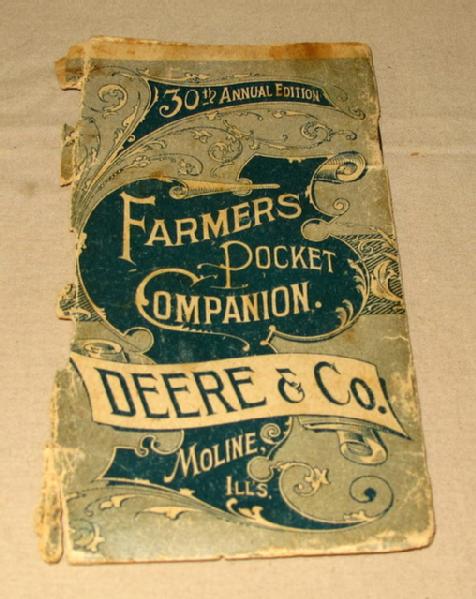 30th ANNUAL EDITION
FARMERS'
POCKET
COMPANION.
DEERE & CO.
MOLINE,
ILLS.